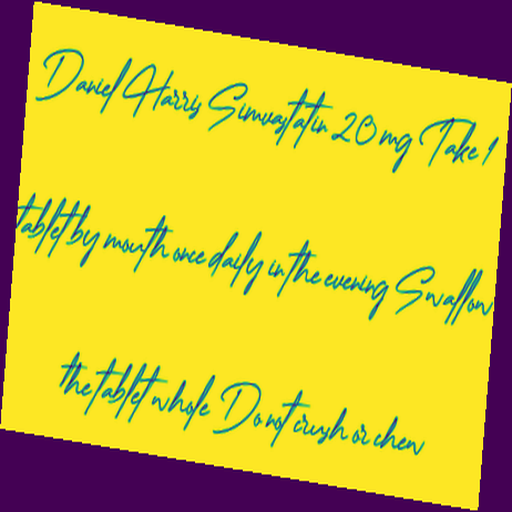 Daniel Harris Simvastatin 20 mg Take 1
tablet by mouth once daily in the evening Swallow
the tablet whole Do not crush or chew